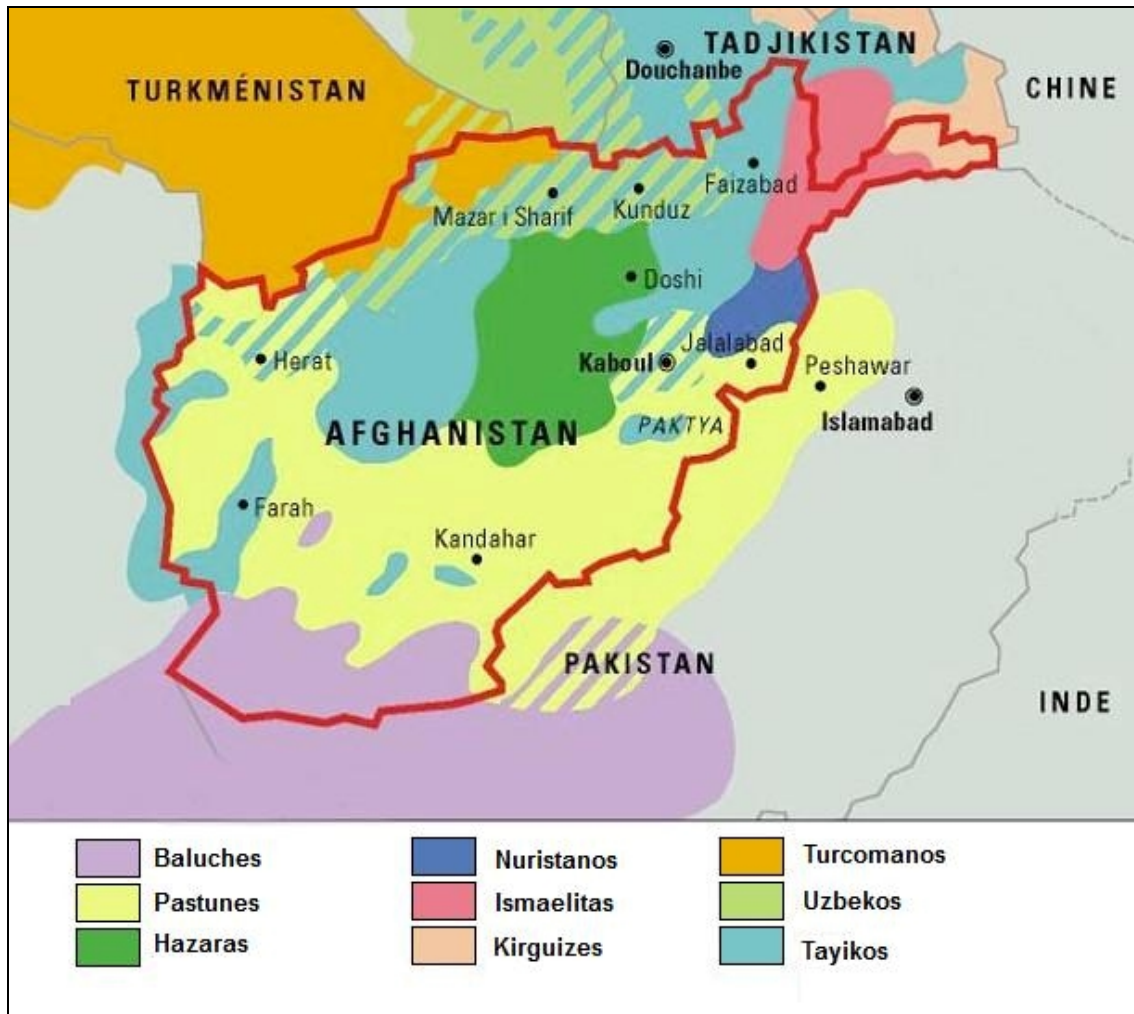 TADJIKISTAN
Douchanbe
TURKMÉNISTAN
CHINE
Faizabad
Mazar i Sharif
Kunduz
Doshi
Herat
Kaboul
Jalalabad
Peshawar
Islamabad
PAKTYA
AFGHANISTAN
Farah
Kandahar
PAKISTAN
INDE
Baluches
Nuristanos
Turcomanos
Pastunes
Ismaelitas
Uzbekos
Hazaras
Kirguizes
Tayikos